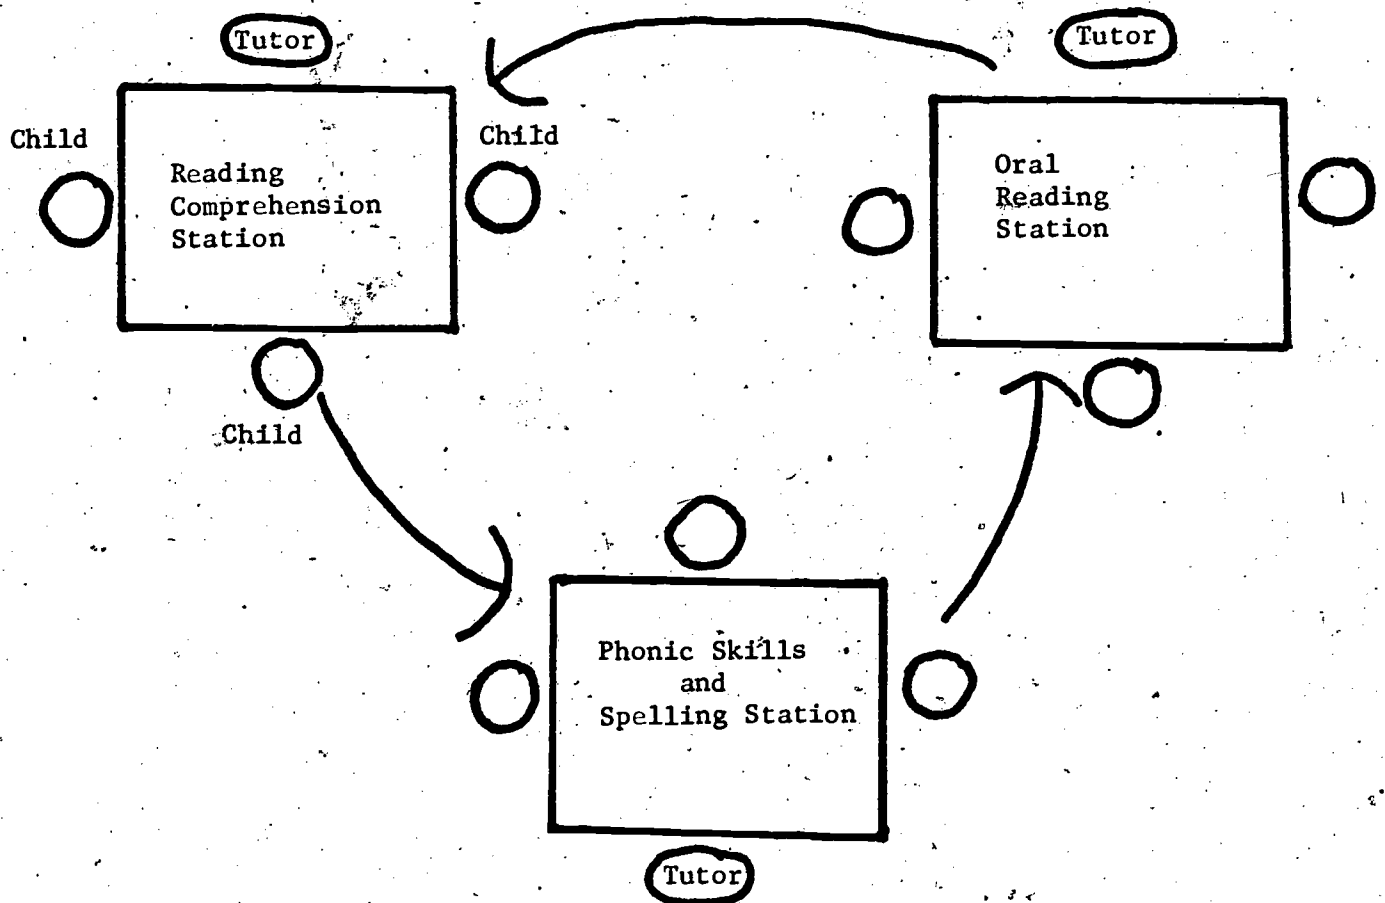 Tutor
Tutor
Child
Child
Reading
Comprehension
Station
Oral
Reading
Station
Child
Phonic Skills
and
Spelling Station
Tutor